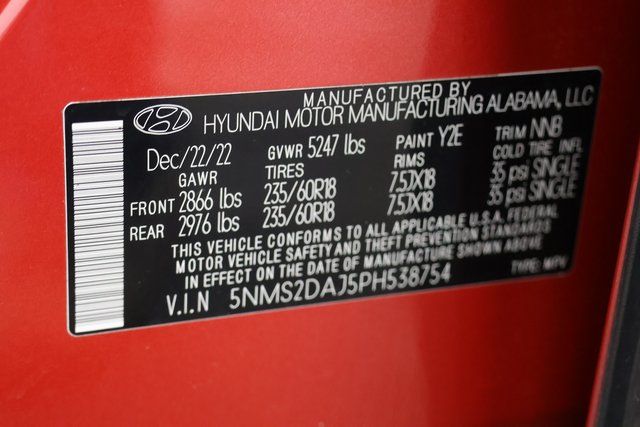 MANUFACTURED BY
HYUNDAI MOTOR MANUFACTURING ALABAMA, LLC
Dec/22/22 GVWR 5247 lbs PAINT Y2E TRIM NNB
GAWR TIRES RIMS COLD TIRE INFL
FRONT 2866 lbs 235/60R18 7.5JX18 35 psi SINGLE
REAR 2976 lbs 235/60R18 7.5JX18 35 psi SINGLE
THIS VEHICLE CONFORMS TO ALL APPLICABLE U.S.A. FEDERAL
MOTOR VEHICLE SAFETY AND THEFT PREVENTION STANDARDS
IN EFFECT ON THE DATE OF MANUFACTURE SHOWN ABOVE
V.I.N 5NMS2DAJ5PH538754 TYPE: MPV